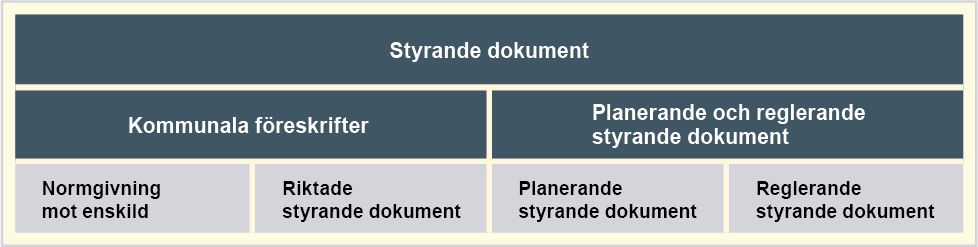 Styrande dokument
Kommunala föreskrifter
Planerande och reglerande
styrande dokument
Normgivning
mot enskild
Riktade
styrande dokument
Planerande
styrande dokument
Reglerande
styrande dokument